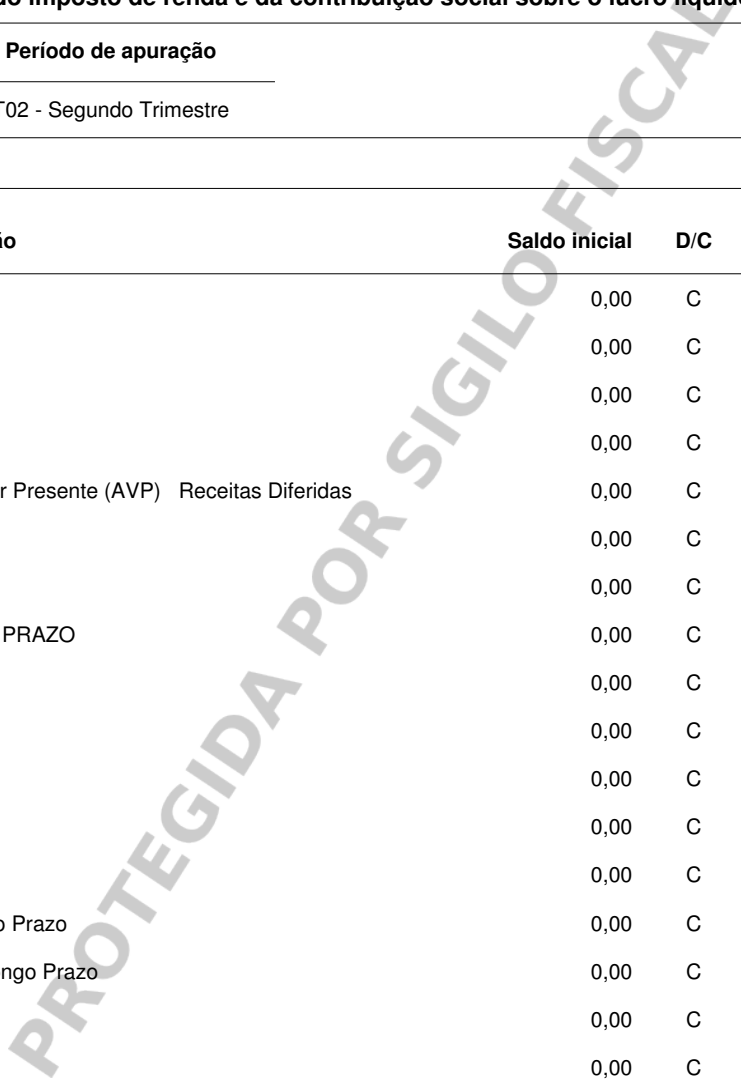 do imposto de renda e da contribuição social sobre o lucro líquido
Período de apuração
T02 - Segundo Trimestre
ão Saldo inicial D/C
0,00 C
0,00 C
0,00 C
0,00 C
r Presente (AVP) Receitas Diferidas 0,00 C
0,00 C
0,00 C
PRAZO 0,00 C
0,00 C
0,00 C
0,00 C
0,00 C
0,00 C
o Prazo 0,00 C
ongo Prazo 0,00 C
0,00 C
0,00 C
PROTEGIDA POR SIGILO FISCAL